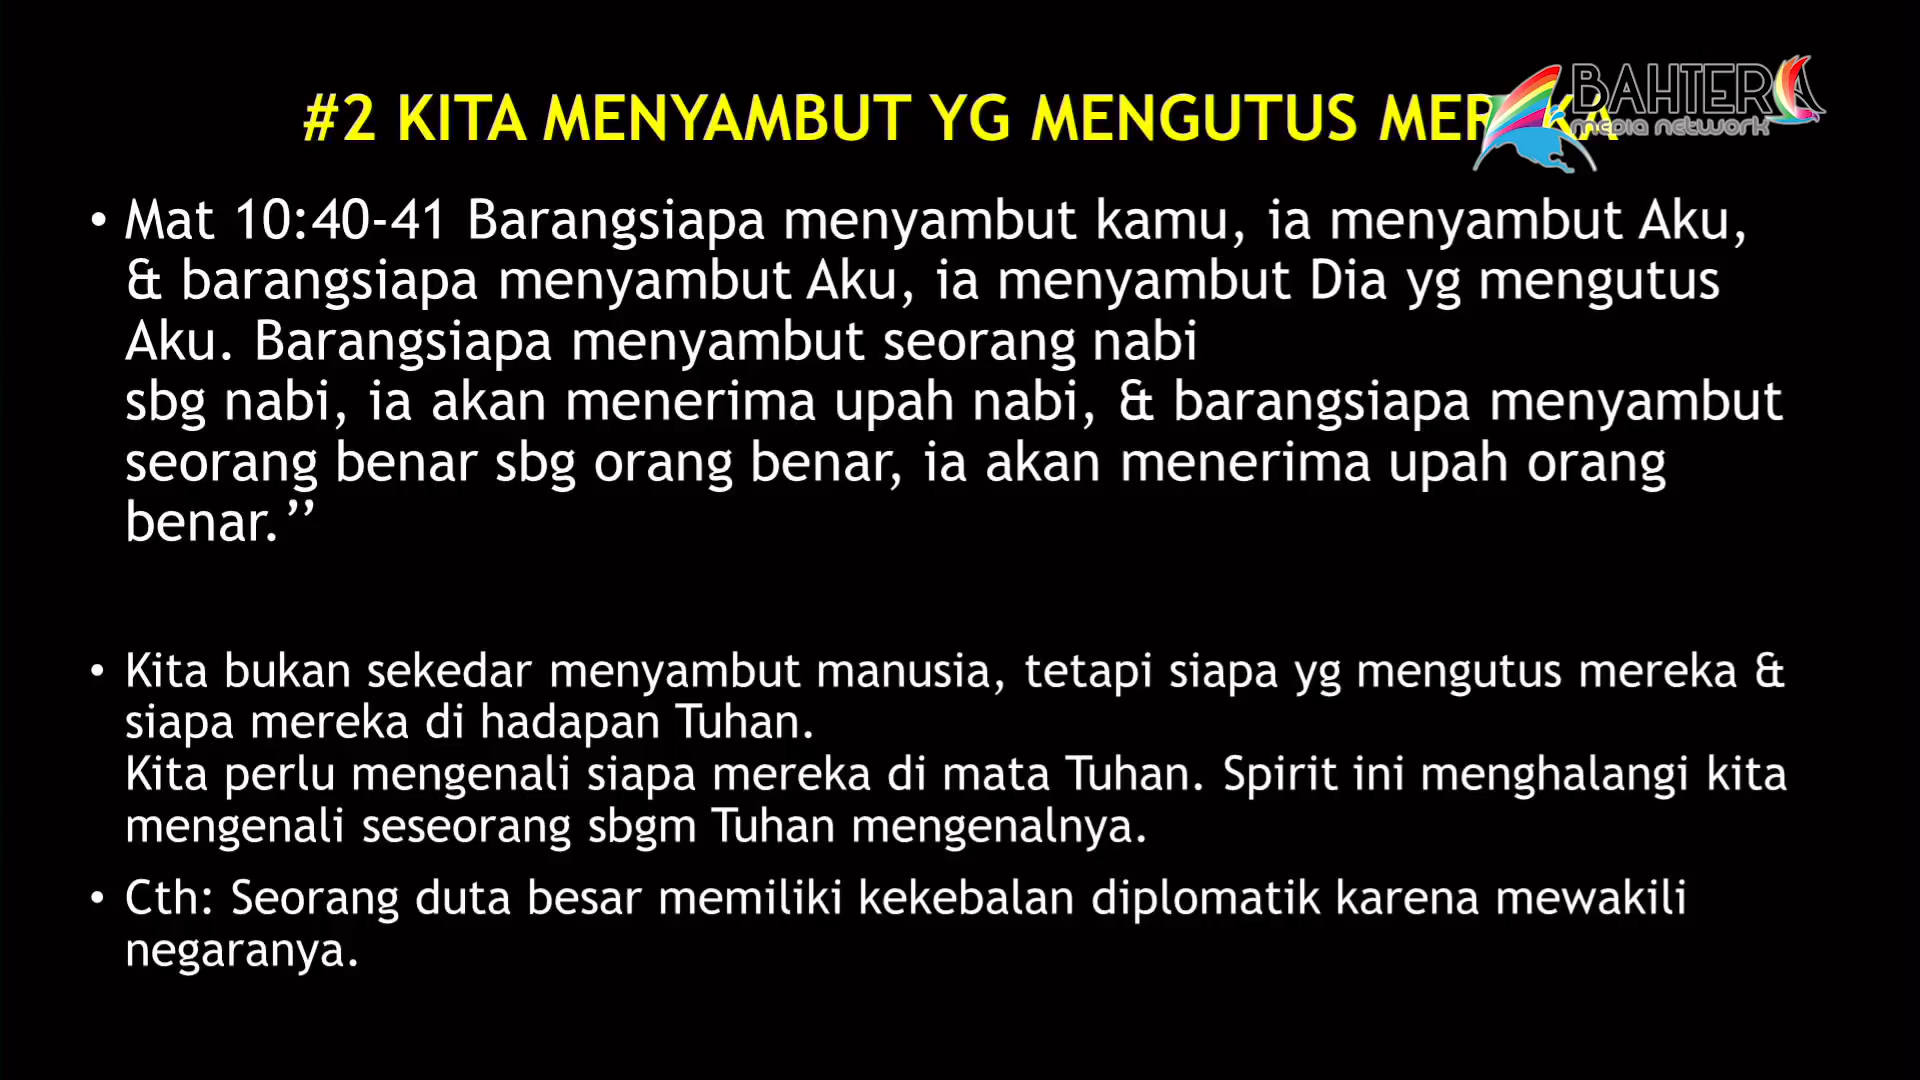 #2 KITA MENYAMBUT YG MENGUTUS MEREKA
BAHTERA
media network
• Mat 10:40-41 Barangsiapa menyambut kamu, ia menyambut Aku,
& barangsiapa menyambut Aku, ia menyambut Dia yg mengutus
Aku. Barangsiapa menyambut seorang nabi
sbg nabi, ia akan menerima upah nabi, & barangsiapa menyambut
seorang benar sbg orang benar, ia akan menerima upah orang
benar.’’
• Kita bukan sekedar menyambut manusia, tetapi siapa yg mengutus mereka &
siapa mereka di hadapan Tuhan.
Kita perlu mengenali siapa mereka di mata Tuhan. Spirit ini menghalangi kita
mengenali seseorang sbgm Tuhan mengenalnya.
• Cth: Seorang duta besar memiliki kekebalan diplomatik karena mewakili
negaranya.